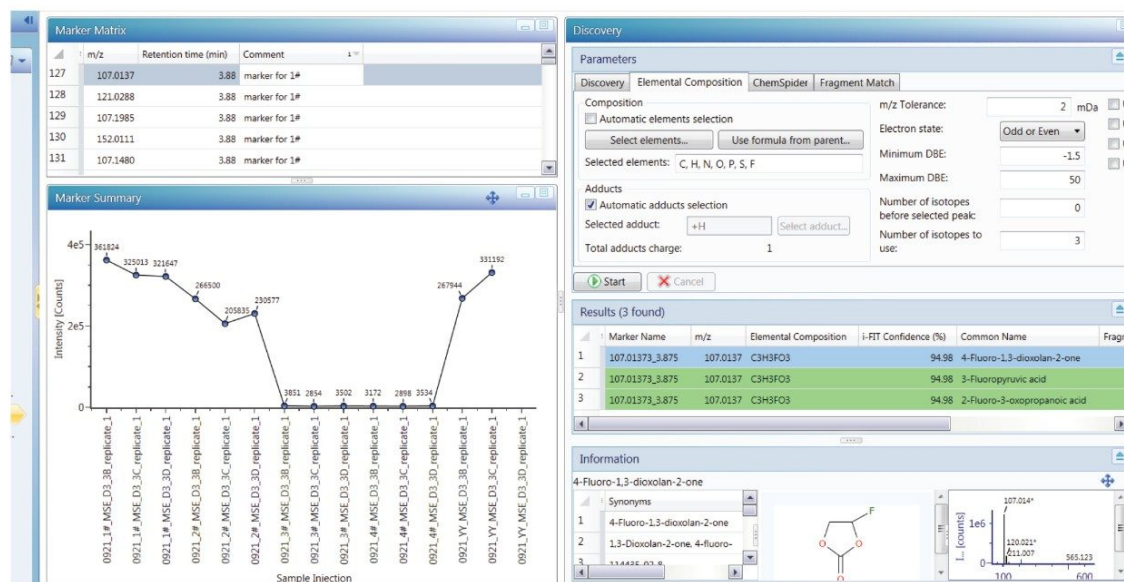 Marker Matrix
m/z Retention time (min) Comment 1
127 107.0137 3.88 marker for 1#
128 121.0288 3.88 marker for 1#
129 107.1985 3.88 marker for 1#
130 152.0111 3.88 marker for 1#
131 107.1480 3.88 marker for 1#
Marker Summary
Intensity [Counts]
4e5
2e5
0
361824
325013
321647
266500
205835
230577
3851
2854
3502
3172
2898
3534
267944
331192
0921_1#_MSE_D3_3B_replicate_1
0921_1#_MSE_D3_3C_replicate_1
0921_1#_MSE_D3_3D_replicate_1
0921_2#_MSE_D3_3B_replicate_1
0921_2#_MSE_D3_3C_replicate_1
0921_2#_MSE_D3_3D_replicate_1
0921_3#_MSE_D3_3B_replicate_1
0921_3#_MSE_D3_3C_replicate_1
0921_3#_MSE_D3_3D_replicate_1
0921_4#_MSE_D3_3B_replicate_1
0921_4#_MSE_D3_3C_replicate_1
0921_4#_MSE_D3_3D_replicate_1
0921_YY_MSE_D3_3B_replicate_1
0921_YY_MSE_D3_3C_replicate_1
0921_YY_MSE_D3_3D_replicate_1
Sample Injection
Discovery
Parameters
Discovery Elemental Composition ChemSpider Fragment Match
Composition
Automatic elements selection
Select elements... Use formula from parent...
Selected elements: C, H, N, O, P, S, F
Adducts
Automatic adducts selection
Selected adduct: +H Select adduct...
Total adducts charge: 1
m/z Tolerance: 2 mDa
Electron state: Odd or Even
Minimum DBE: -1.5
Maximum DBE: 50
Number of isotopes
before selected peak: 0
Number of isotopes to
use: 3
Start Cancel
Results (3 found)
Marker Name m/z Elemental Composition i-FIT Confidence (%) Common Name Fragr
1 107.01373_3.875 107.0137 C3H3FO3 94.98 4-Fluoro-1,3-dioxolan-2-one
2 107.01373_3.875 107.0137 C3H3FO3 94.98 3-Fluoropyruvic acid
3 107.01373_3.875 107.0137 C3H3FO3 94.98 2-Fluoro-3-oxopropanoic acid
Information
4-Fluoro-1,3-dioxolan-2-one
Synonyms
1 4-Fluoro-1,3-dioxolan-2-one
2 1,3-Dioxolan-2-one, 4-fluoro-
3 114435-02-8
F
O O
O
I... [counts]
1e6
0
107.014*
120.021*
211.007
565.123
100 600